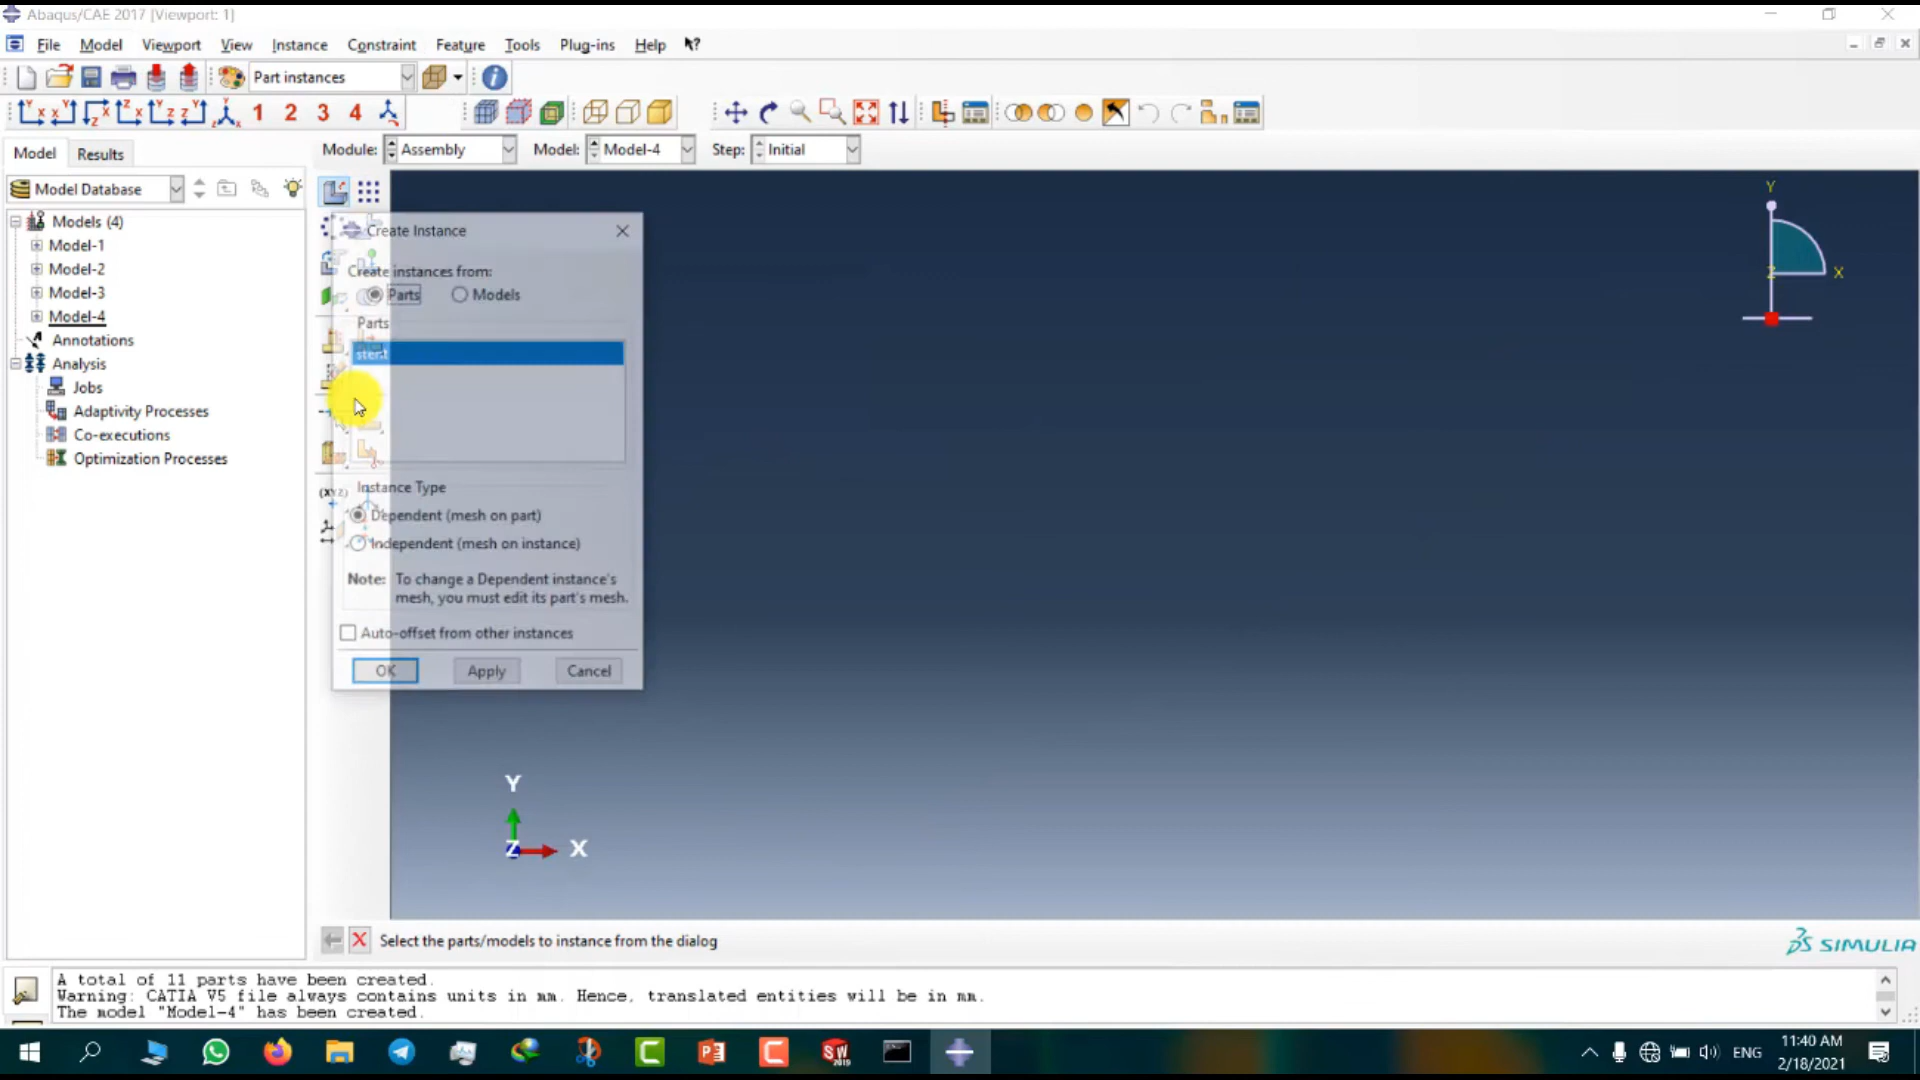 Abaqus/CAE 2017 [Viewport: 1]
File Model Viewport View Instance Constraint Feature Tools Plug-ins Help
Part instances
1 2 3 4
Model Results
Module: Assembly Model: Model-4 Step: Initial
Model Database
Models (4)
Model-1
Model-2
Model-3
Model-4
Annotations
Analysis
Jobs
Adaptivity Processes
Co-executions
Optimization Processes
Create Instance
Create instances from:
Parts Models
Parts
stent
Instance Type
Dependent (mesh on part)
Independent (mesh on instance)
Note: To change a Dependent instance's
mesh, you must edit its part's mesh.
Auto-offset from other instances
OK Apply Cancel
(XYZ)
Y
Z X
Y
Z X
Select the parts/models to instance from the dialog
SIMULIA
A total of 11 parts have been created.
Warning: CATIA V5 file always contains units in mm. Hence, translated entities will be in mm.
The model "Model-4" has been created.
SW
2019
ENG
11:40 AM
2/18/2021